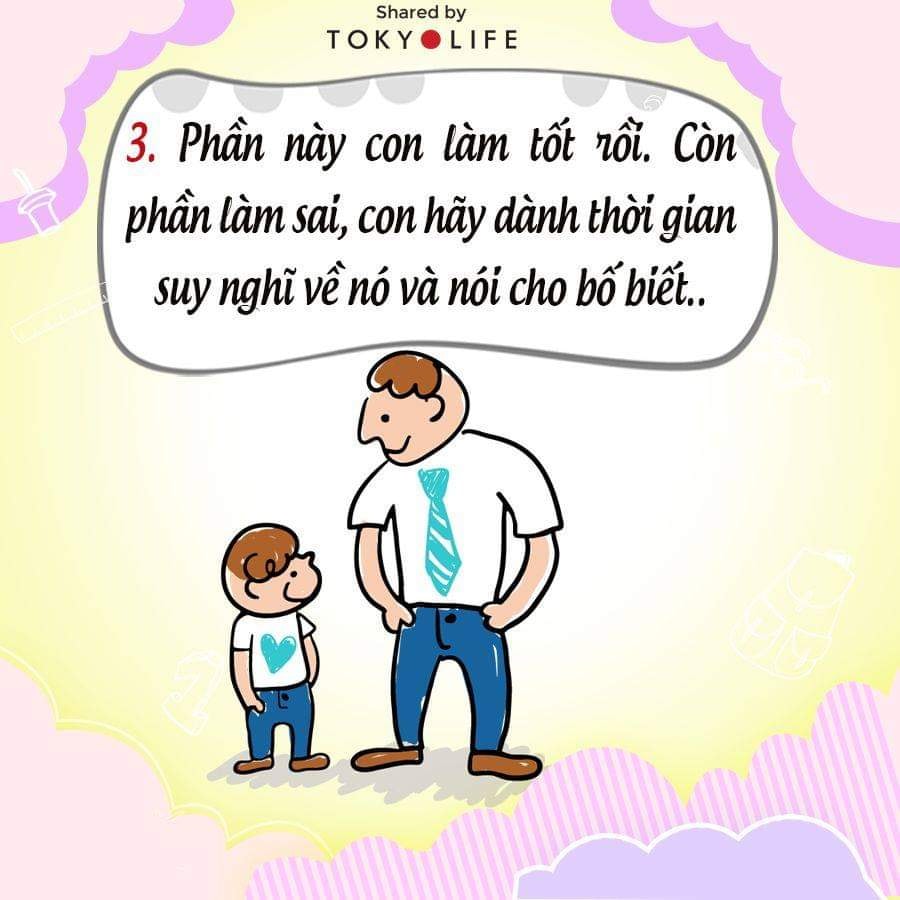 Shared by
TOKYOLIFE
3. Phần này con làm tốt rồi. Còn
phần làm sai, con hãy dành thời gian
suy nghĩ về nó và nói cho bố biết..